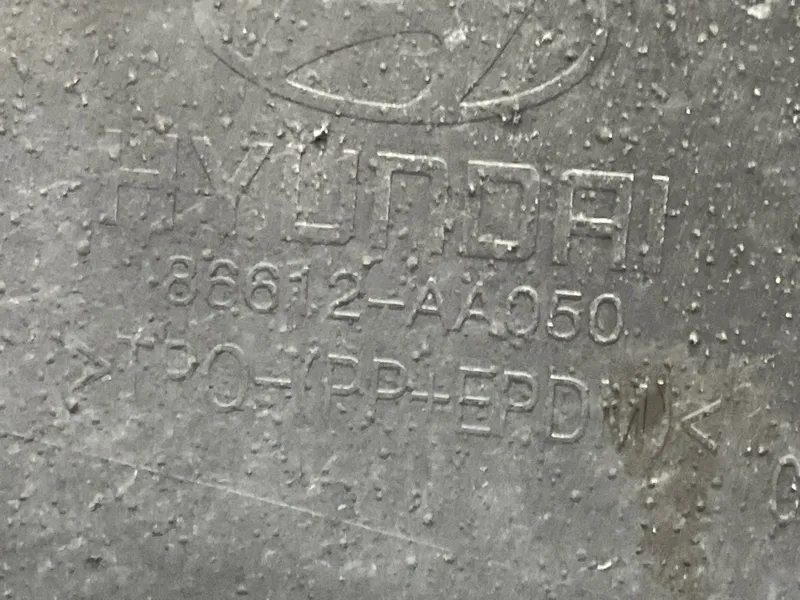 HYUNDAI
86612-AA050
>TPO-(PP+EPDM)<